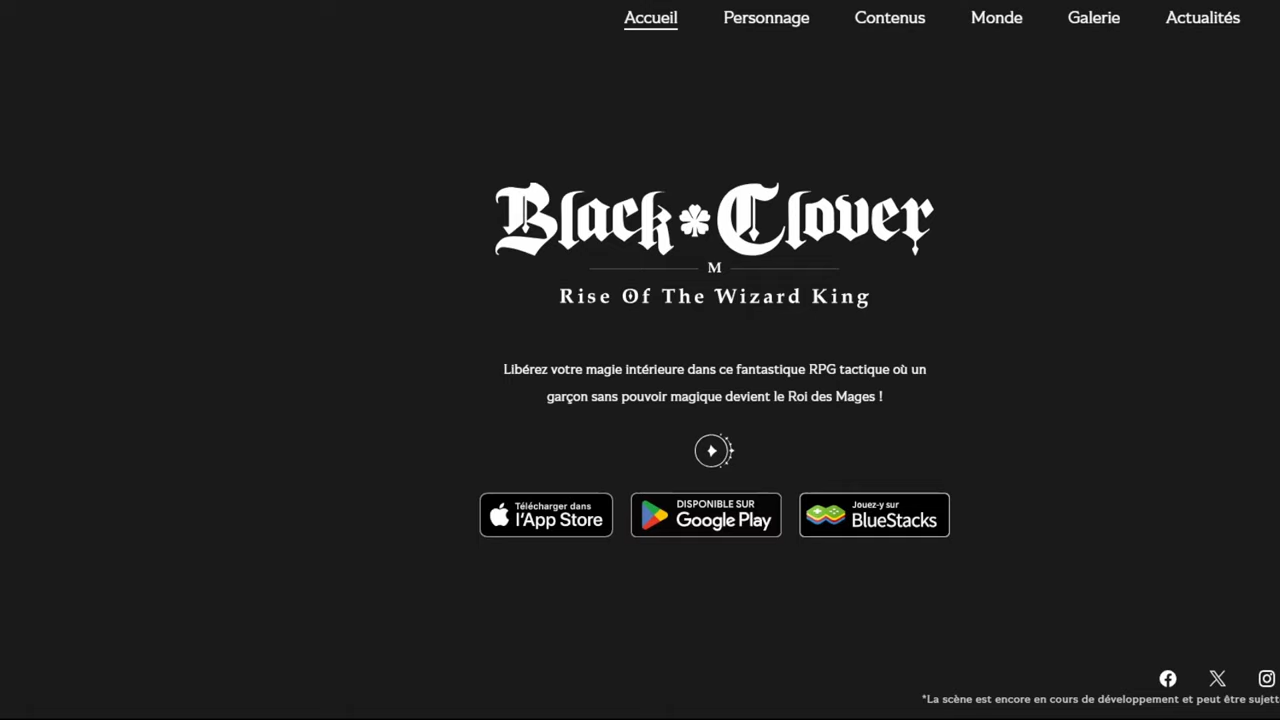 Accueil Personnage Contenus Monde Galerie Actualités
Black Clover
M
Rise Of The Wizard King
Libérez votre magie intérieure dans ce fantastique RPG tactique où un
garçon sans pouvoir magique devient le Roi des Mages !
Télécharger dans
l'App Store
DISPONIBLE SUR
Google Play
Jouez-y sur
BlueStacks
*La scène est encore en cours de développement et peut être sujett